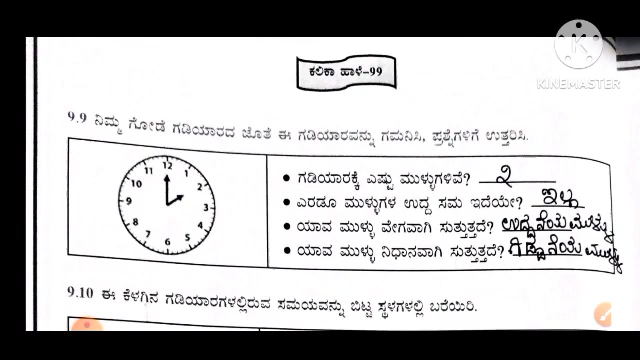 KINEMASTER
ಕಲಿಕಾ ಹಾಳೆ-99
9.9 ನಿಮ್ಮ ಗೋಡೆ ಗಡಿಯಾರದ ಜೊತೆ ಈ ಗಡಿಯಾರವನ್ನು ಗಮನಿಸಿ, ಪ್ರಶ್ನೆಗಳಿಗೆ ಉತ್ತರಿಸಿ.
12
11 1
10 2
9 3
8 4
7 5
6
• ಗಡಿಯಾರಕ್ಕೆ ಎಷ್ಟು ಮುಳ್ಳುಗಳಿವೆ? ೨
• ಎರಡೂ ಮುಳ್ಳುಗಳ ಉದ್ದ ಸಮ ಇದೆಯೇ? ಇಲ್ಲ
• ಯಾವ ಮುಳ್ಳು ವೇಗವಾಗಿ ಸುತ್ತುತ್ತದೆ? ಉದ್ದನೆಯ ಮುಳ್ಳು
• ಯಾವ ಮುಳ್ಳು ನಿಧಾನವಾಗಿ ಸುತ್ತುತ್ತದೆ? ಗಿಡ್ಡನೆಯ ಮುಳ್ಳು
9.10 ಈ ಕೆಳಗಿನ ಗಡಿಯಾರಗಳಲ್ಲಿರುವ ಸಮಯವನ್ನು ಬಿಟ್ಟ ಸ್ಥಳಗಳಲ್ಲಿ ಬರೆಯಿರಿ.